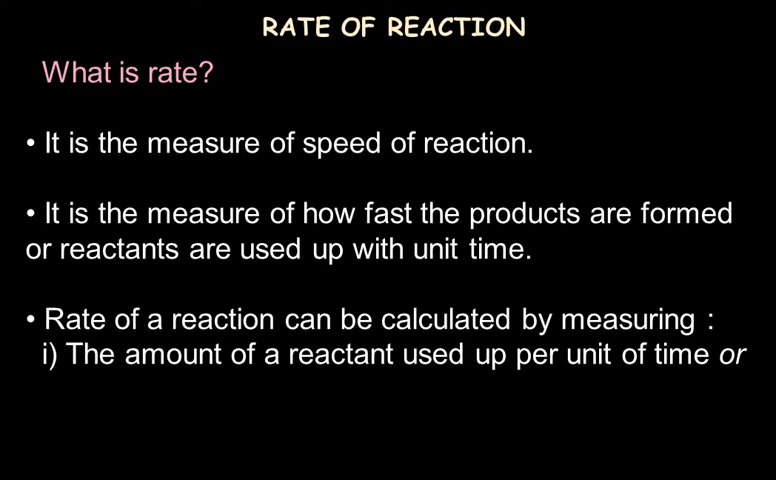 RATE OF REACTION
What is rate?
• It is the measure of speed of reaction.
• It is the measure of how fast the products are formed
or reactants are used up with unit time.
• Rate of a reaction can be calculated by measuring :
i) The amount of a reactant used up per unit of time or